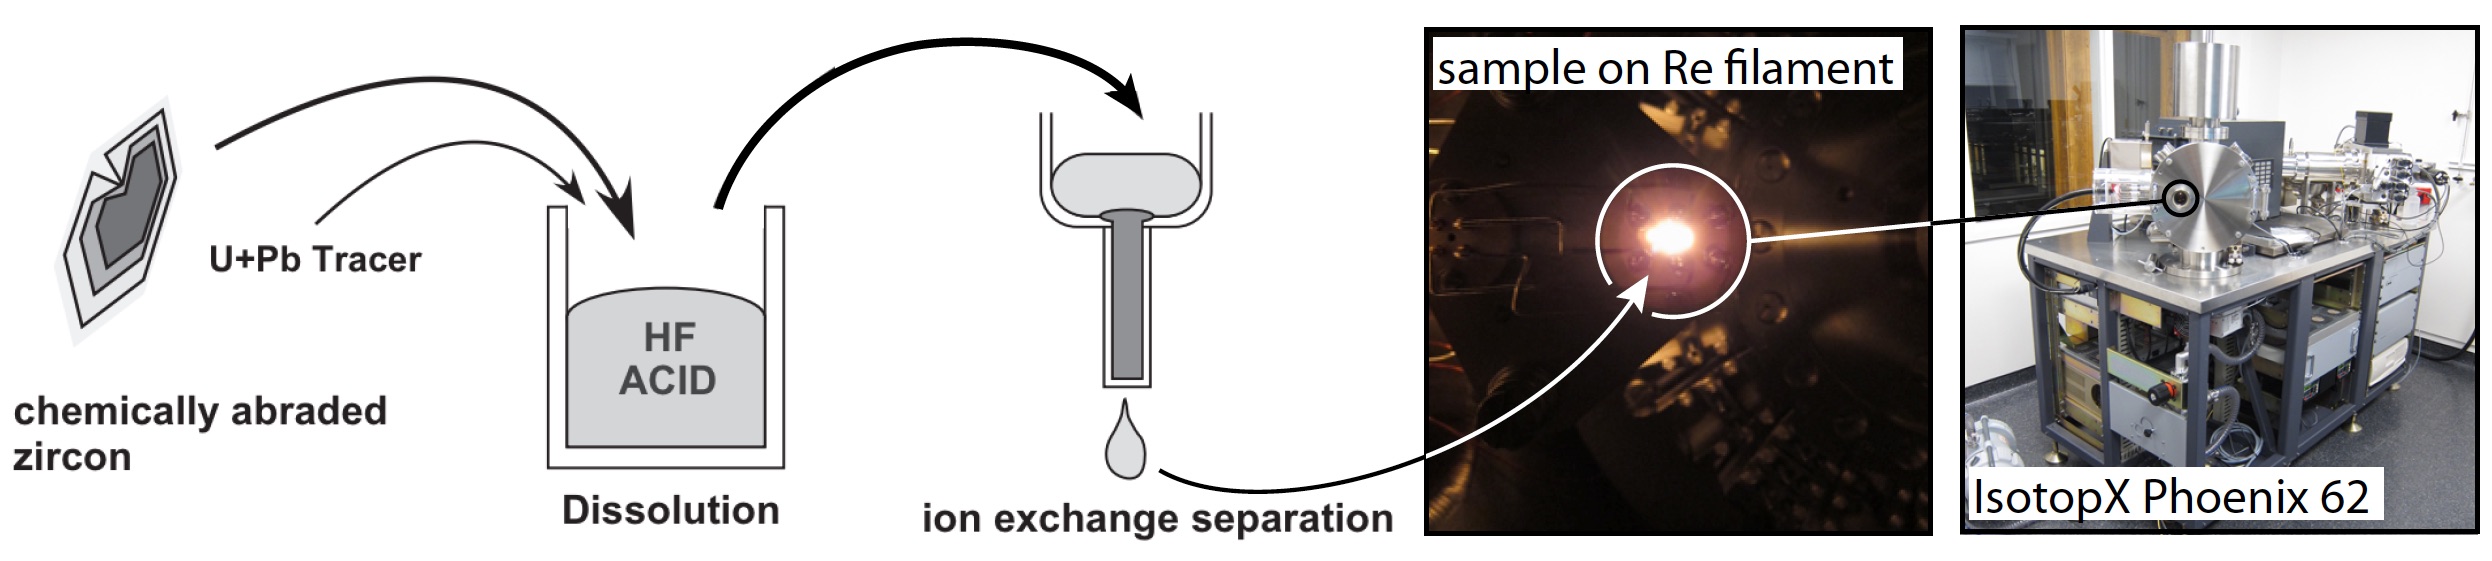 chemically abraded
zircon
U+Pb Tracer
HF
ACID
Dissolution
ion exchange separation
sample on Re filament
IsotopX Phoenix 62